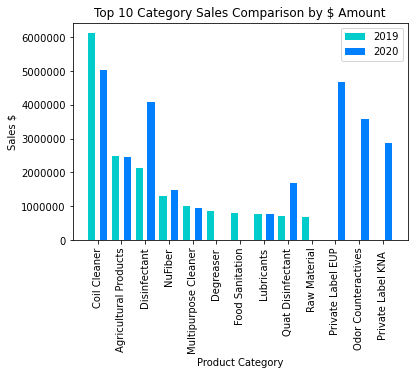 Top 10 Category Sales Comparison by $ Amount
2019
2020
Sales $
6000000
5000000
4000000
3000000
2000000
1000000
0
Coil Cleaner
Agricultural Products
Disinfectant
NuFiber
Multipurpose Cleaner
Degreaser
Food Sanitation
Lubricants
Quat Disinfectant
Raw Material
Private Label EUP
Odor Counteractives
Private Label KNA
Product Category